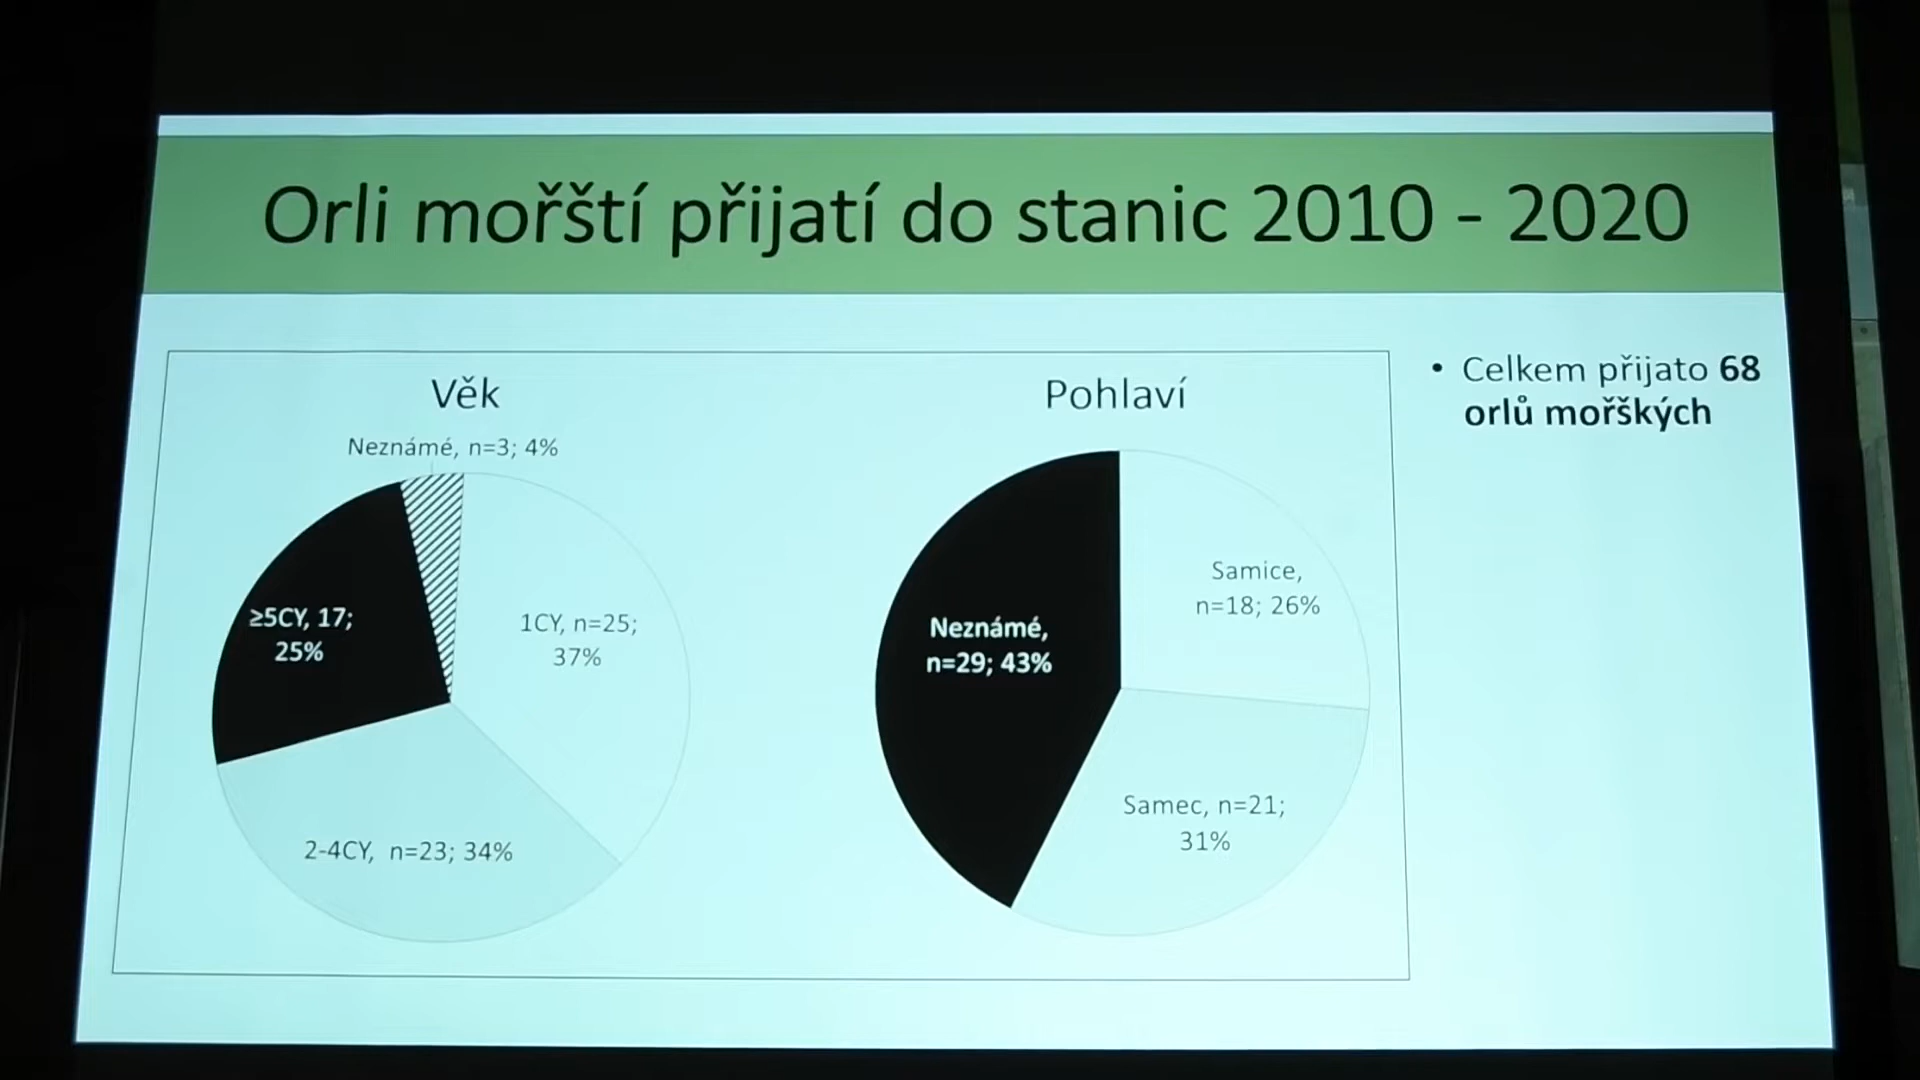 Orli mořští přijatí do stanic 2010 - 2020
Věk
Neznámé, n=3; 4%
≥5CY, 17;
25%
1CY, n=25;
37%
2-4CY, n=23; 34%
Pohlaví
Neznámé,
n=29; 43%
Samice,
n=18; 26%
Samec, n=21;
31%
• Celkem přijato 68
orlů mořškých